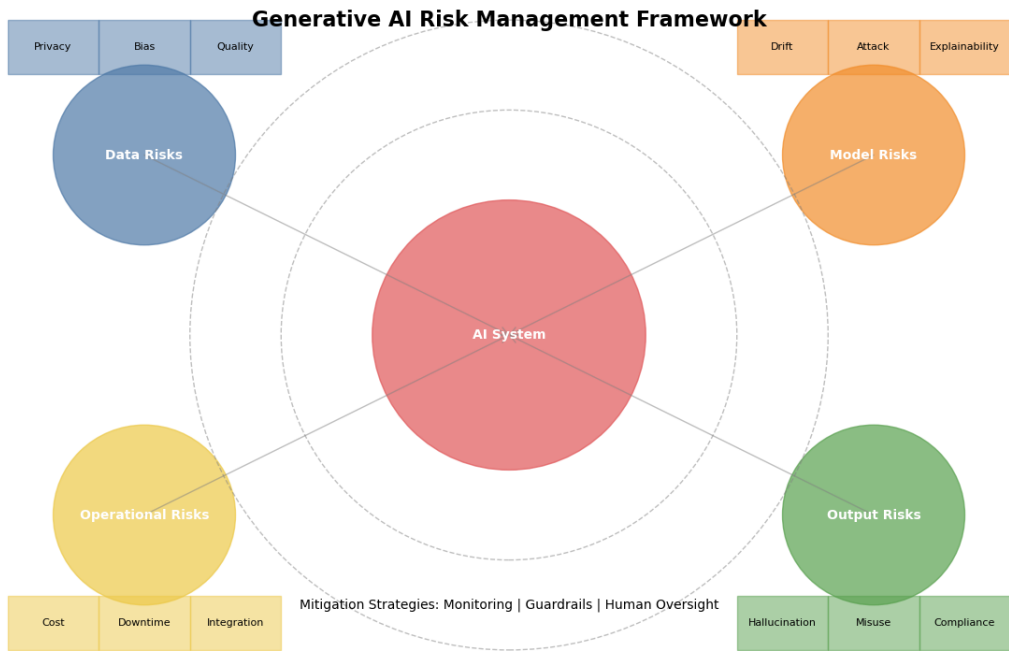 Generative AI Risk Management Framework
Privacy Bias Quality
Drift Attack Explainability
Data Risks
Model Risks
AI System
Operational Risks
Output Risks
Mitigation Strategies: Monitoring | Guardrails | Human Oversight
Cost Downtime Integration
Hallucination Misuse Compliance